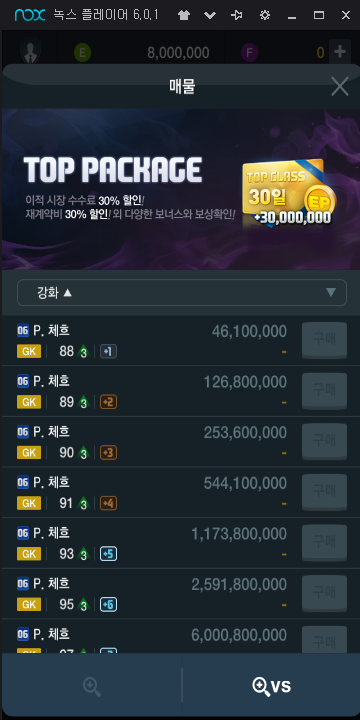 nox 녹스 플레이어 6.0.1
E 8,000,000 F 0 +
매물
TOP PACKAGE
이적 시장 수수료 30% 할인!
재계약비 30% 할인! 외 다양한 보너스와 보상확인!
TOP CLASS
30일
EP
+30,000,000
강화 ▲
06 P. 체흐 46,100,000 구매
GK 88 3 +1 -
06 P. 체흐 126,800,000 구매
GK 89 3 +2 -
06 P. 체흐 253,600,000 구매
GK 90 3 +3 -
06 P. 체흐 544,100,000 구매
GK 91 3 +4 -
06 P. 체흐 1,173,800,000 구매
GK 93 3 +5 -
06 P. 체흐 2,591,800,000 구매
GK 95 3 +6 -
06 P. 체흐 6,000,800,000 구매
VS